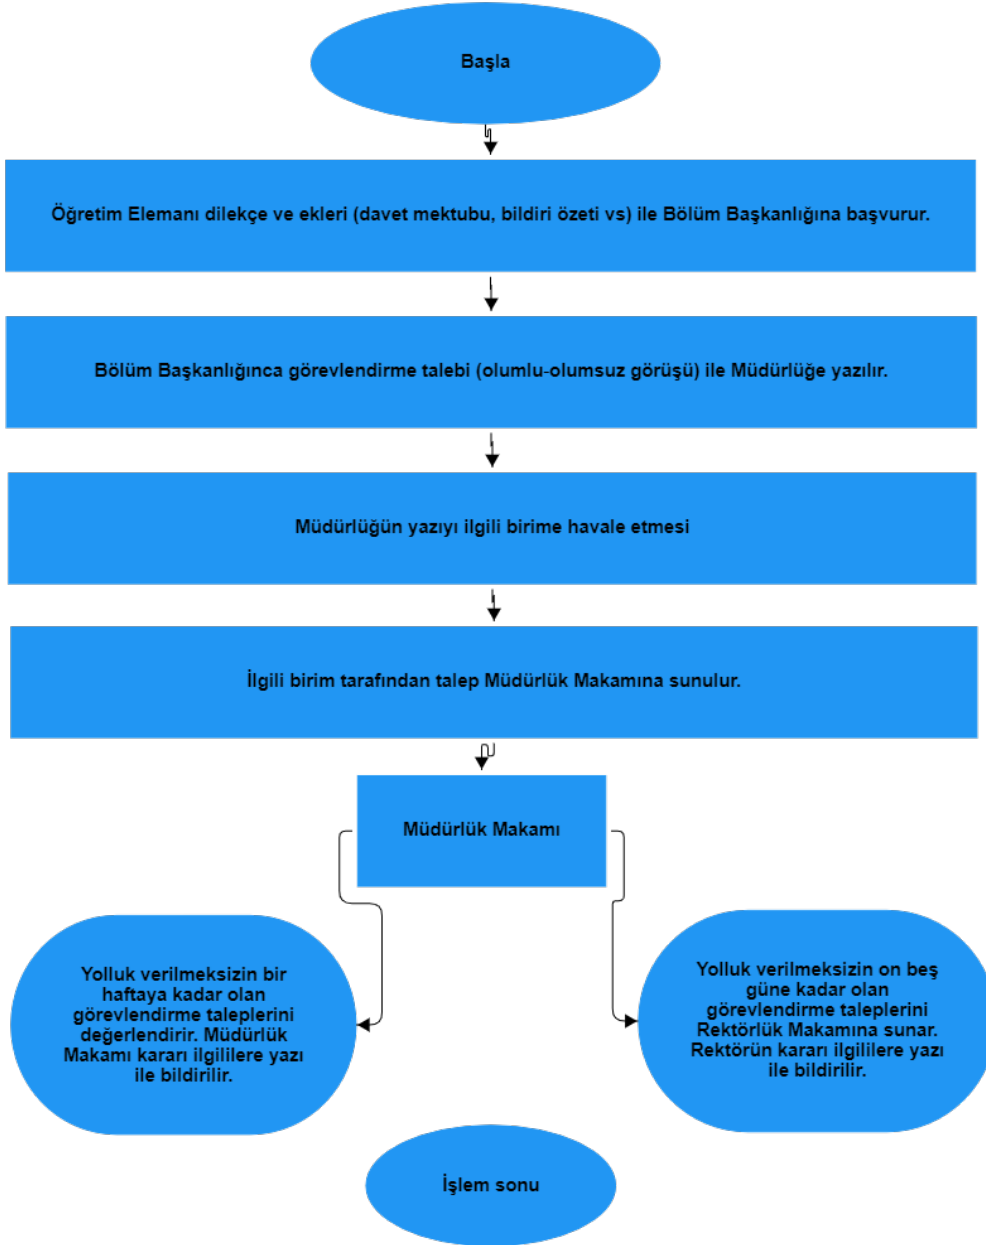 Başla
Öğretim Elemanı dilekçe ve ekleri (davet mektubu, bildiri özeti vs) ile Bölüm Başkanlığına başvurur.
Bölüm Başkanlığınca görevlendirme talebi (olumlu-olumsuz görüşü) ile Müdürlüğe yazılır.
Müdürlüğün yazıyı ilgili birime havale etmesi
İlgili birim tarafından talep Müdürlük Makamına sunulur.
Müdürlük Makamı
Yolluk verilmeksizin bir
haftaya kadar olan
görevlendirme taleplerini
değerlendirir. Müdürlük
Makamı kararı ilgililere yazı
ile bildirilir.
Yolluk verilmeksizin on beş
güne kadar olan
görevlendirme taleplerini
Rektörlük Makamına sunar.
Rektörün kararı ilgililere yazı
ile bildirilir.
İşlem sonu